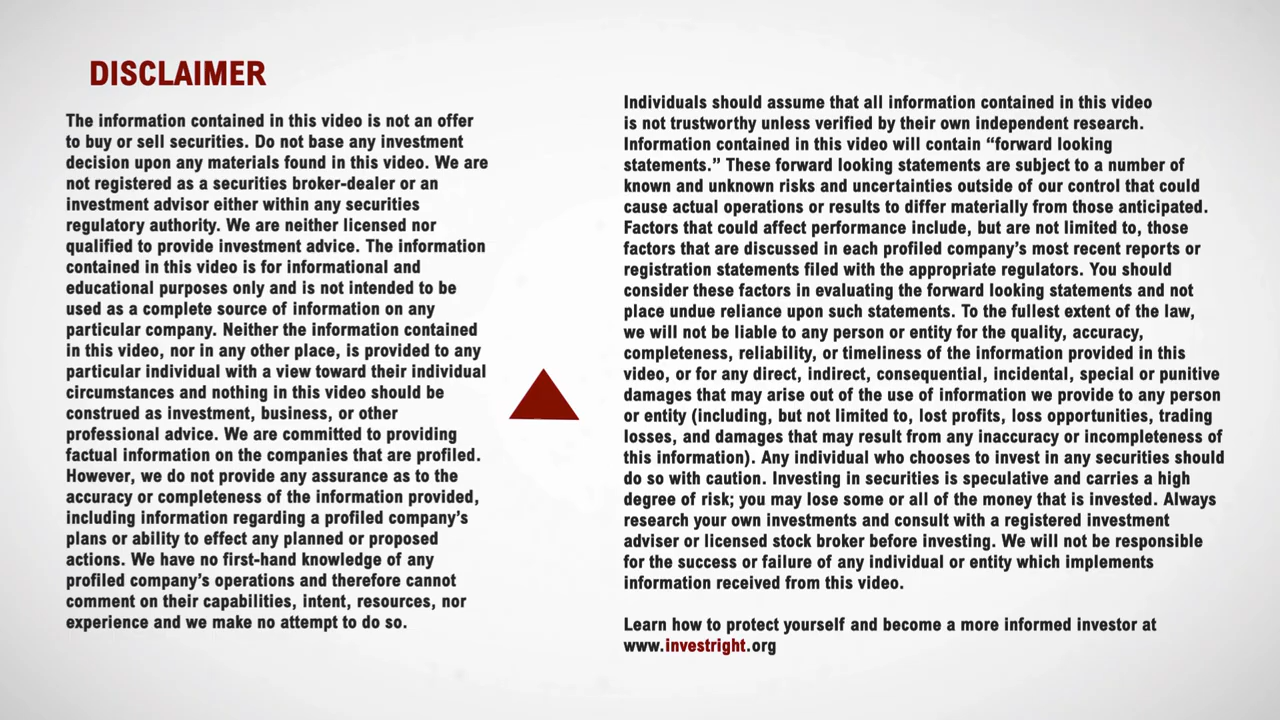 DISCLAIMER
The information contained in this video is not an offer
to buy or sell securities. Do not base any investment
decision upon any materials found in this video. We are
not registered as a securities broker-dealer or an
investment advisor either within any securities
regulatory authority. We are neither licensed nor
qualified to provide investment advice. The information
contained in this video is for informational and
educational purposes only and is not intended to be
used as a complete source of information on any
particular company. Neither the information contained
in this video, nor in any other place, is provided to any
particular individual with a view toward their individual
circumstances and nothing in this video should be
construed as investment, business, or other
professional advice. We are committed to providing
factual information on the companies that are profiled.
However, we do not provide any assurance as to the
accuracy or completeness of the information provided,
including information regarding a profiled company's
plans or ability to effect any planned or proposed
actions. We have no first-hand knowledge of any
profiled company's operations and therefore cannot
comment on their capabilities, intent, resources, nor
experience and we make no attempt to do so.
Individuals should assume that all information contained in this video
is not trustworthy unless verified by their own independent research.
Information contained in this video will contain “forward looking
statements.” These forward looking statements are subject to a number of
known and unknown risks and uncertainties outside of our control that could
cause actual operations or results to differ materially from those anticipated.
Factors that could affect performance include, but are not limited to, those
factors that are discussed in each profiled company's most recent reports or
registration statements filed with the appropriate regulators. You should
consider these factors in evaluating the forward looking statements and not
place undue reliance upon such statements. To the fullest extent of the law,
we will not be liable to any person or entity for the quality, accuracy,
completeness, reliability, or timeliness of the information provided in this
video, or for any direct, indirect, consequential, incidental, special or punitive
damages that may arise out of the use of information we provide to any person
or entity (including, but not limited to, lost profits, loss opportunities, trading
losses, and damages that may result from any inaccuracy or incompleteness of
this information). Any individual who chooses to invest in any securities should
do so with caution. Investing in securities is speculative and carries a high
degree of risk; you may lose some or all of the money that is invested. Always
research your own investments and consult with a registered investment
adviser or licensed stock broker before investing. We will not be responsible
for the success or failure of any individual or entity which implements
information received from this video.
Learn how to protect yourself and become a more informed investor at
www.investright.org